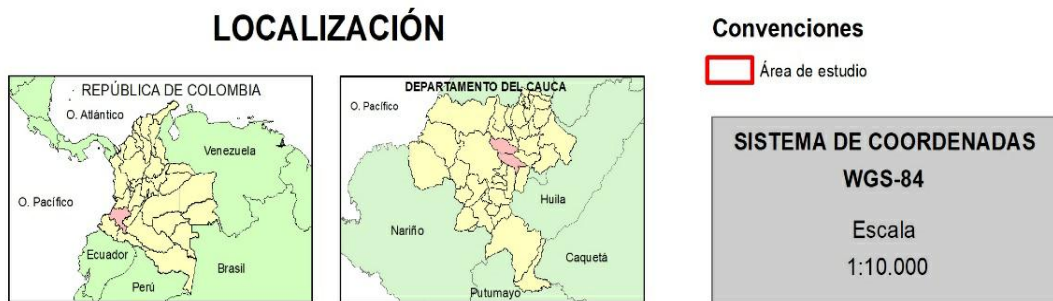 LOCALIZACIÓN
REPÚBLICA DE COLOMBIA
O. Atlántico
Venezuela
O. Pacífico
Ecuador
Perú
Brasil
DEPARTAMENTO DEL CAUCA
O. Pacífico
Huila
Nariño
Caquetá
Putumayo
Convenciones
Área de estudio
SISTEMA DE COORDENADAS
WGS-84
Escala
1:10.000